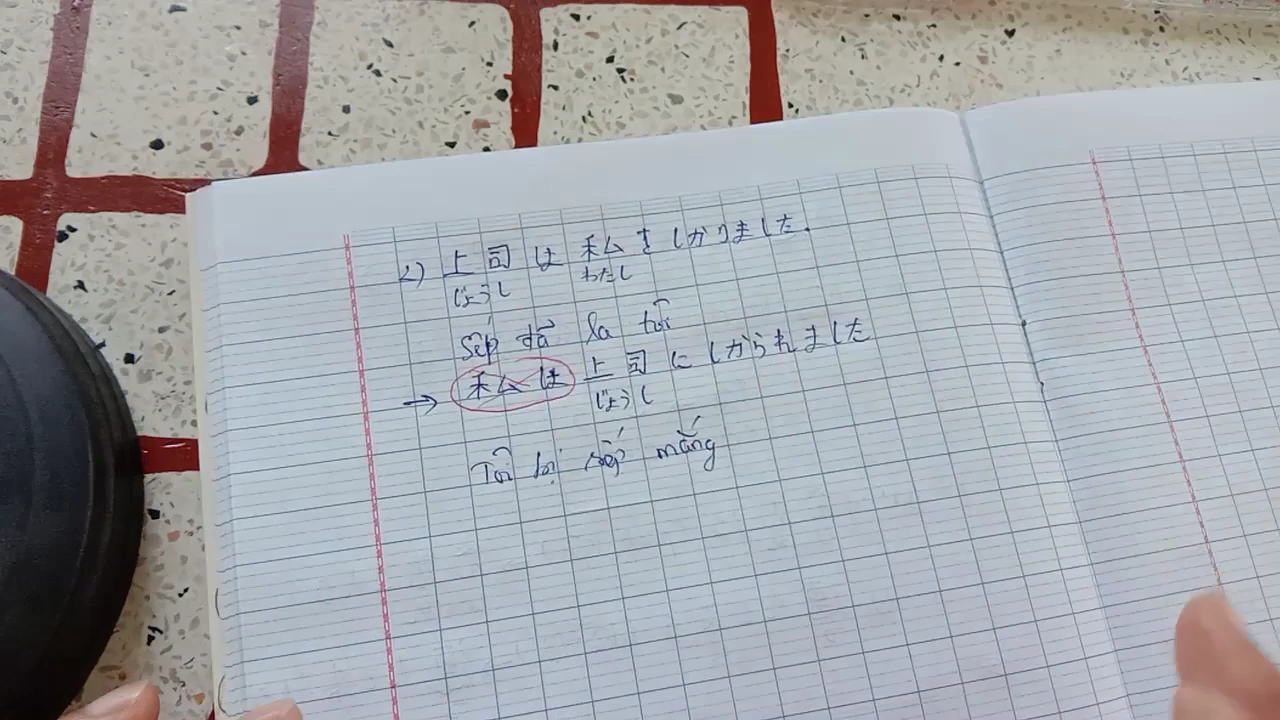 2) 上司は私をしかりました.
じょうし わたし
Sếp đã la tôi
→ 私は上司にしかられました
じょうし
Tôi bị sếp mắng